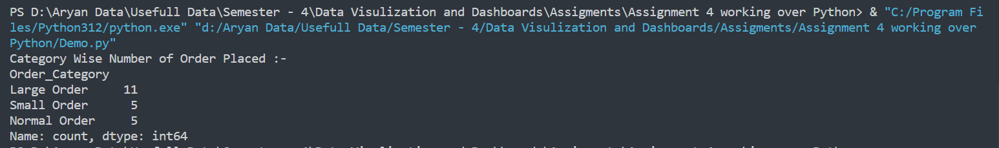 PS D:\Aryan Data\Usefull Data\Semester - 4\Data Visulization and Dashboards\Assigments\Assignment 4 working over Python> & "C:/Program Fi
les/Python312/python.exe" "d:/Aryan Data/Usefull Data/Semester - 4/Data Visulization and Dashboards/Assigments/Assignment 4 working over
Python/Demo.py"
Category Wise Number of Order Placed :-
Order_Category
Large Order     11
Small Order      5
Normal Order     5
Name: count, dtype: int64